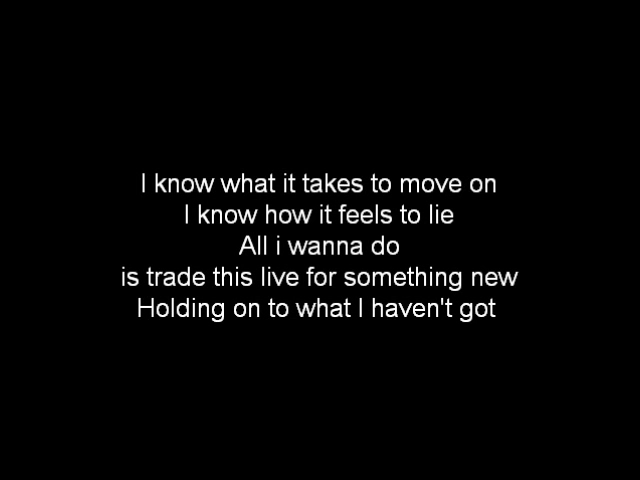 I know what it takes to move on
I know how it feels to lie
All i wanna do
is trade this live for something new
Holding on to what I haven't got